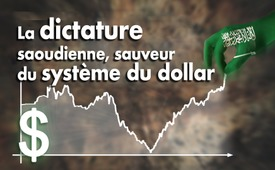 La dictature
saoudienne, sauveur
du système du dollar
$